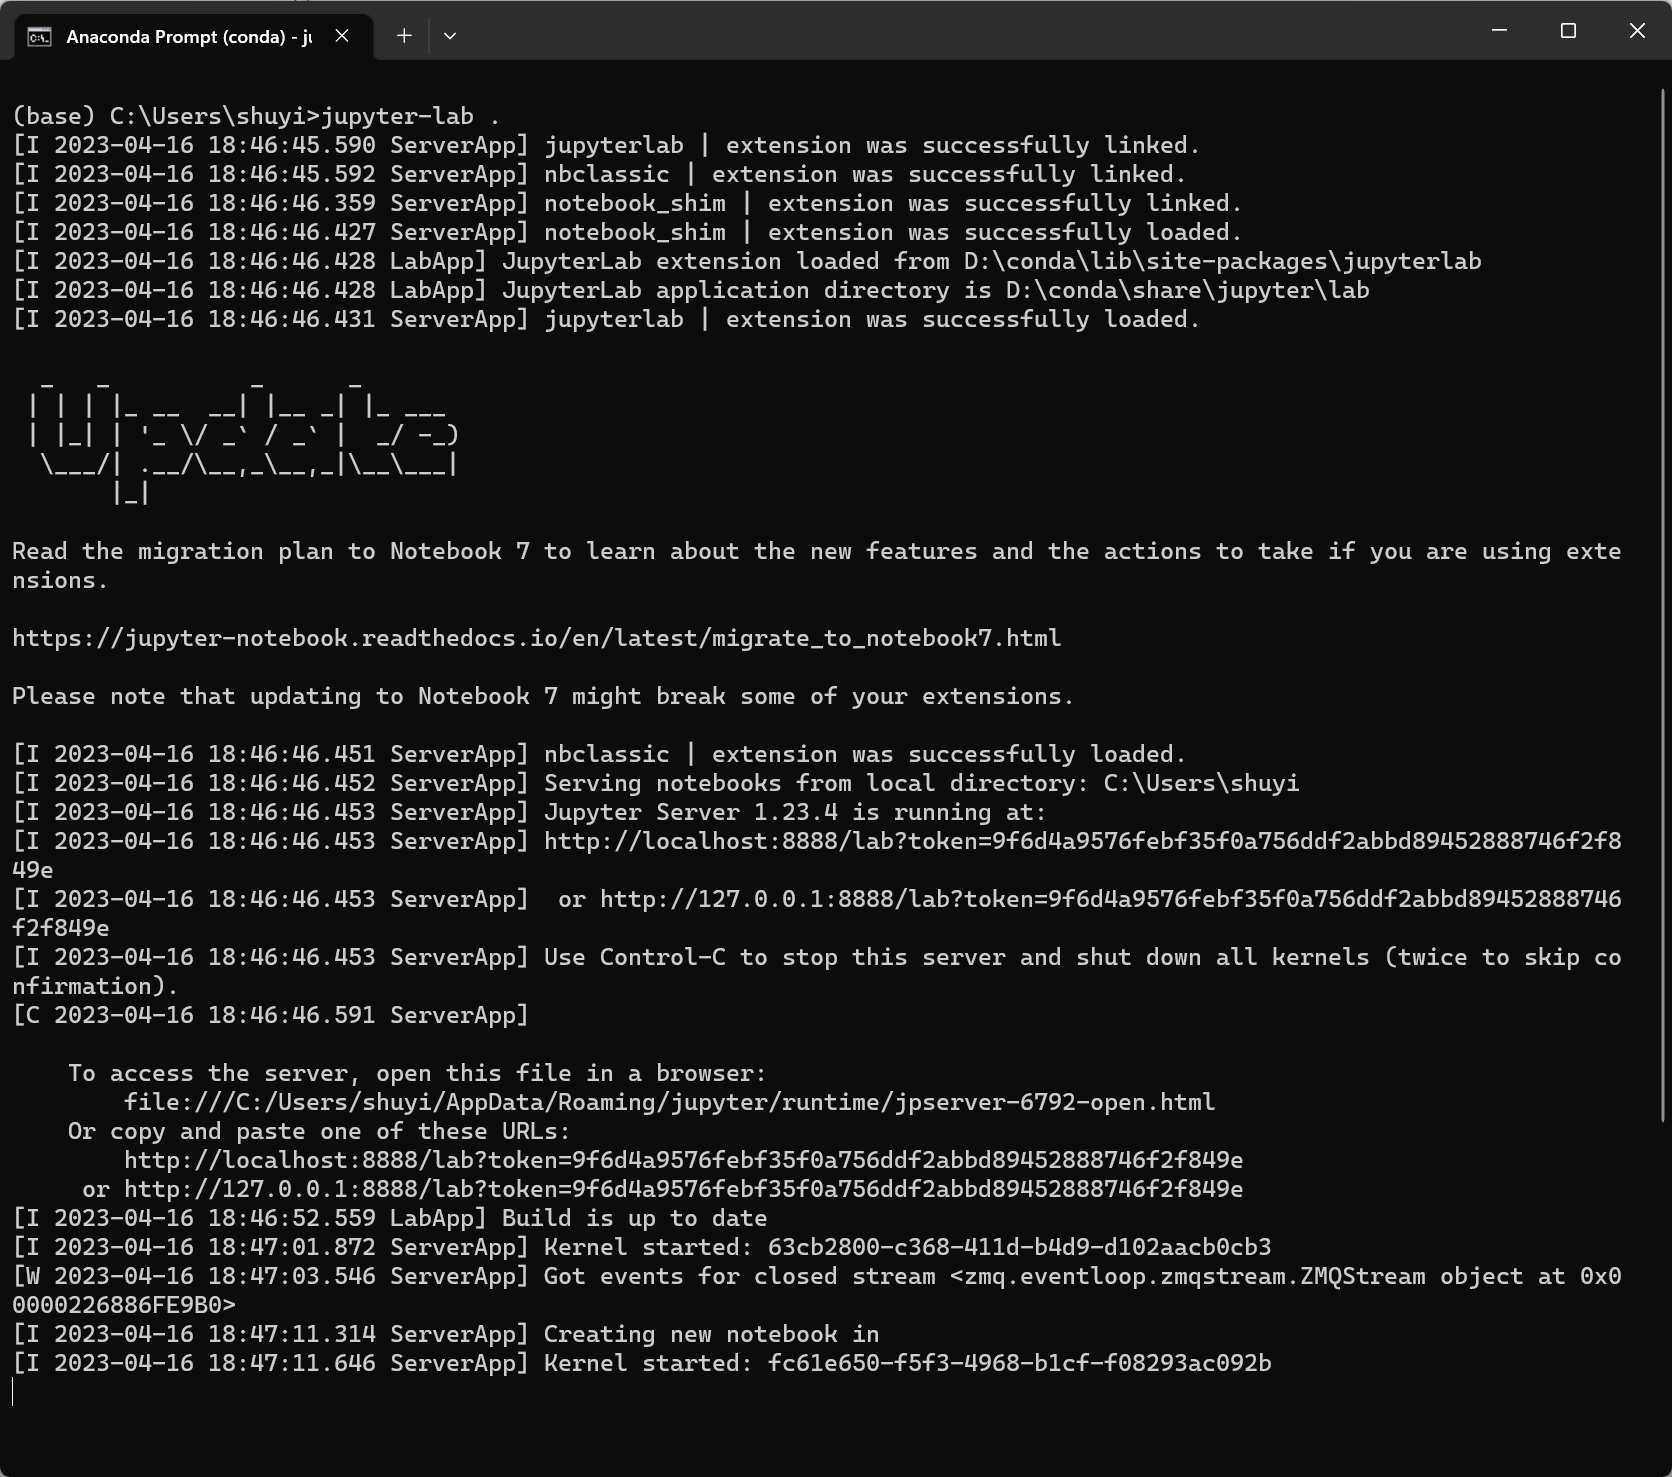 Anaconda Prompt (conda) - ju
(base) C:\Users\shuyi>jupyter-lab .
[I 2023-04-16 18:46:45.590 ServerApp] jupyterlab | extension was successfully linked.
[I 2023-04-16 18:46:45.592 ServerApp] nbclassic | extension was successfully linked.
[I 2023-04-16 18:46:46.359 ServerApp] notebook_shim | extension was successfully linked.
[I 2023-04-16 18:46:46.427 ServerApp] notebook_shim | extension was successfully loaded.
[I 2023-04-16 18:46:46.428 LabApp] JupyterLab extension loaded from D:\conda\lib\site-packages\jupyterlab
[I 2023-04-16 18:46:46.428 LabApp] JupyterLab application directory is D:\conda\share\jupyter\lab
[I 2023-04-16 18:46:46.431 ServerApp] jupyterlab | extension was successfully loaded.
Update
Read the migration plan to Notebook 7 to learn about the new features and the actions to take if you are using exte
nsions.
https://jupyter-notebook.readthedocs.io/en/latest/migrate_to_notebook7.html
Please note that updating to Notebook 7 might break some of your extensions.
[I 2023-04-16 18:46:46.451 ServerApp] nbclassic | extension was successfully loaded.
[I 2023-04-16 18:46:46.452 ServerApp] Serving notebooks from local directory: C:\Users\shuyi
[I 2023-04-16 18:46:46.453 ServerApp] Jupyter Server 1.23.4 is running at:
[I 2023-04-16 18:46:46.453 ServerApp] http://localhost:8888/lab?token=9f6d4a9576febf35f0a756ddf2abbd89452888746f2f8
49e
[I 2023-04-16 18:46:46.453 ServerApp]  or http://127.0.0.1:8888/lab?token=9f6d4a9576febf35f0a756ddf2abbd89452888746
f2f849e
[I 2023-04-16 18:46:46.453 ServerApp] Use Control-C to stop this server and shut down all kernels (twice to skip co
nfirmation).
[C 2023-04-16 18:46:46.591 ServerApp]
    To access the server, open this file in a browser:
        file:///C:/Users/shuyi/AppData/Roaming/jupyter/runtime/jpserver-6792-open.html
    Or copy and paste one of these URLs:
        http://localhost:8888/lab?token=9f6d4a9576febf35f0a756ddf2abbd89452888746f2f849e
     or http://127.0.0.1:8888/lab?token=9f6d4a9576febf35f0a756ddf2abbd89452888746f2f849e
[I 2023-04-16 18:46:52.559 LabApp] Build is up to date
[I 2023-04-16 18:47:01.872 ServerApp] Kernel started: 63cb2800-c368-411d-b4d9-d102aacb0cb3
[W 2023-04-16 18:47:03.546 ServerApp] Got events for closed stream <zmq.eventloop.zmqstream.ZMQStream object at 0x0
0000226886FE9B0>
[I 2023-04-16 18:47:11.314 ServerApp] Creating new notebook in
[I 2023-04-16 18:47:11.646 ServerApp] Kernel started: fc61e650-f5f3-4968-b1cf-f08293ac092b